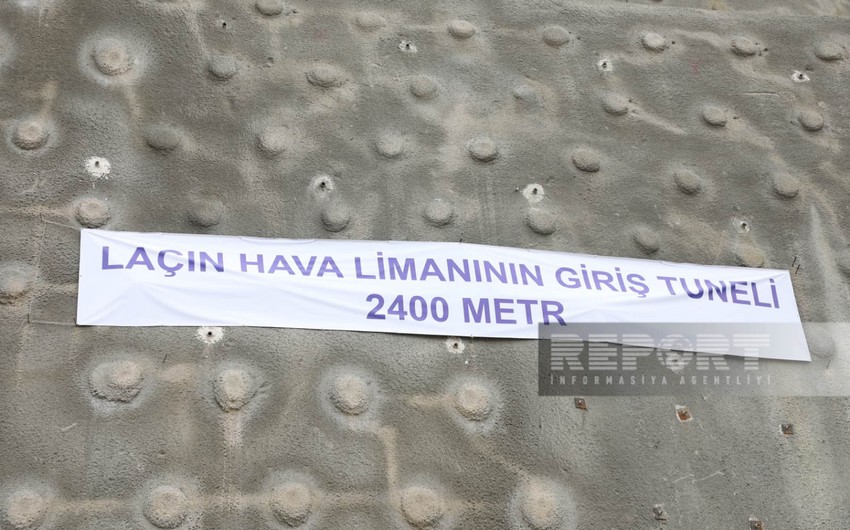 LAÇIN HAVA LİMANININ GİRİŞ TUNELİ
2400 METR
REPORT
İNFORMASİYA AGENTLİYİ